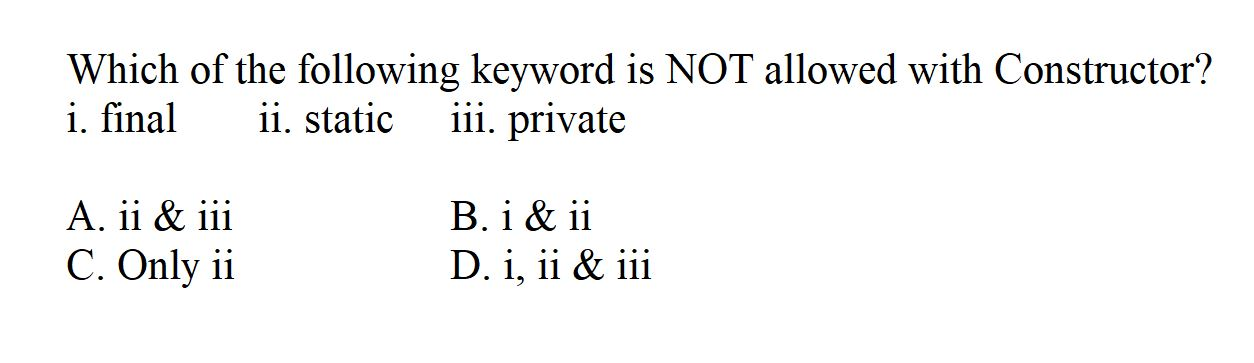 Which of the following keyword is NOT allowed with Constructor?
i. final ii. static iii. private
A. ii & iii B. i & ii
C. Only ii D. i, ii & iii